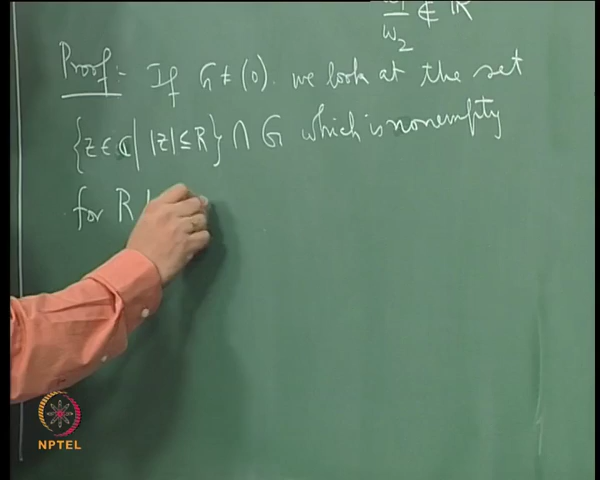 ω₂ ∉ ℝ
Proof:- If G ≠ (0). we look at the set
{z ∈ ℂ | |z| ≤ R} ∩ G which is nonempty
for R
NPTEL